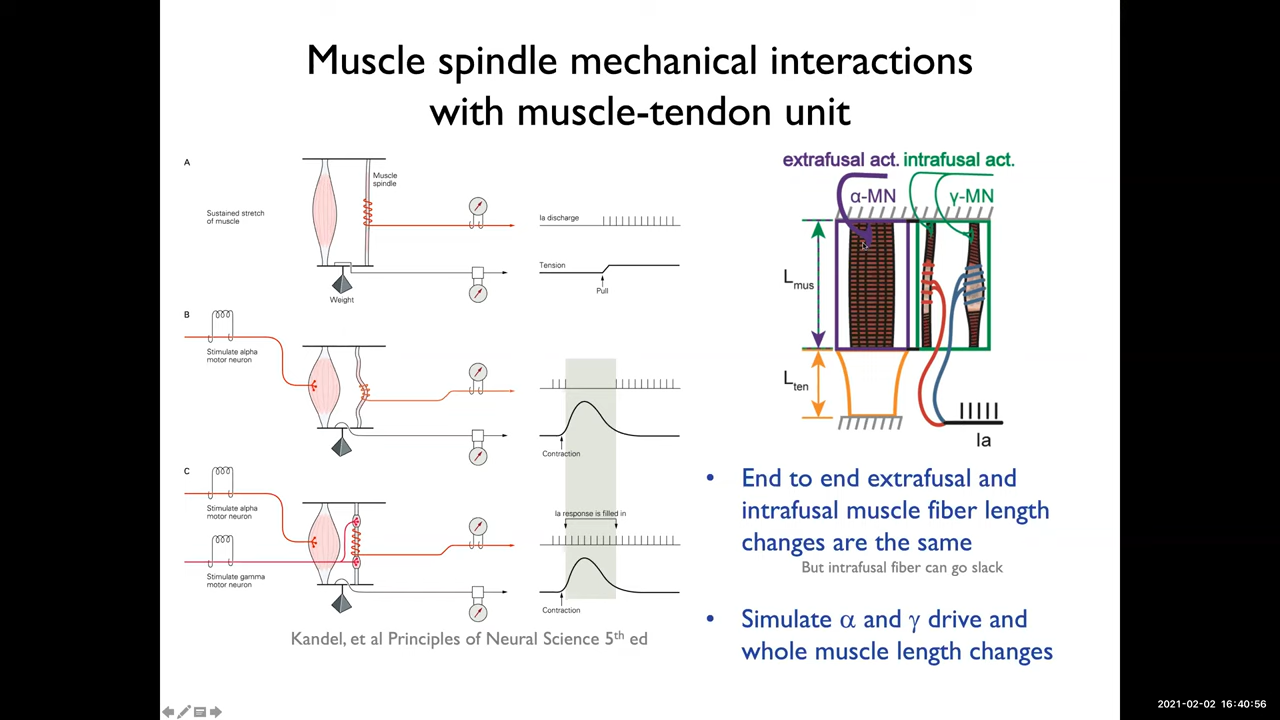 Muscle spindle mechanical interactions
with muscle-tendon unit
A
Sustained stretch
of muscle
Muscle
spindle
Weight
Ia discharge
Tension
Pull
B
Stimulate alpha
motor neuron
Contraction
C
Stimulate alpha
motor neuron
Stimulate gamma
motor neuron
Ia response is filled in
Contraction
Kandel, et al Principles of Neural Science 5th ed
extrafusal act. intrafusal act.
α-MN
γ-MN
Lmus
Lten
Ia
• End to end extrafusal and
intrafusal muscle fiber length
changes are the same
But intrafusal fiber can go slack
• Simulate α and γ drive and
whole muscle length changes
2021-02-02 16:40:56